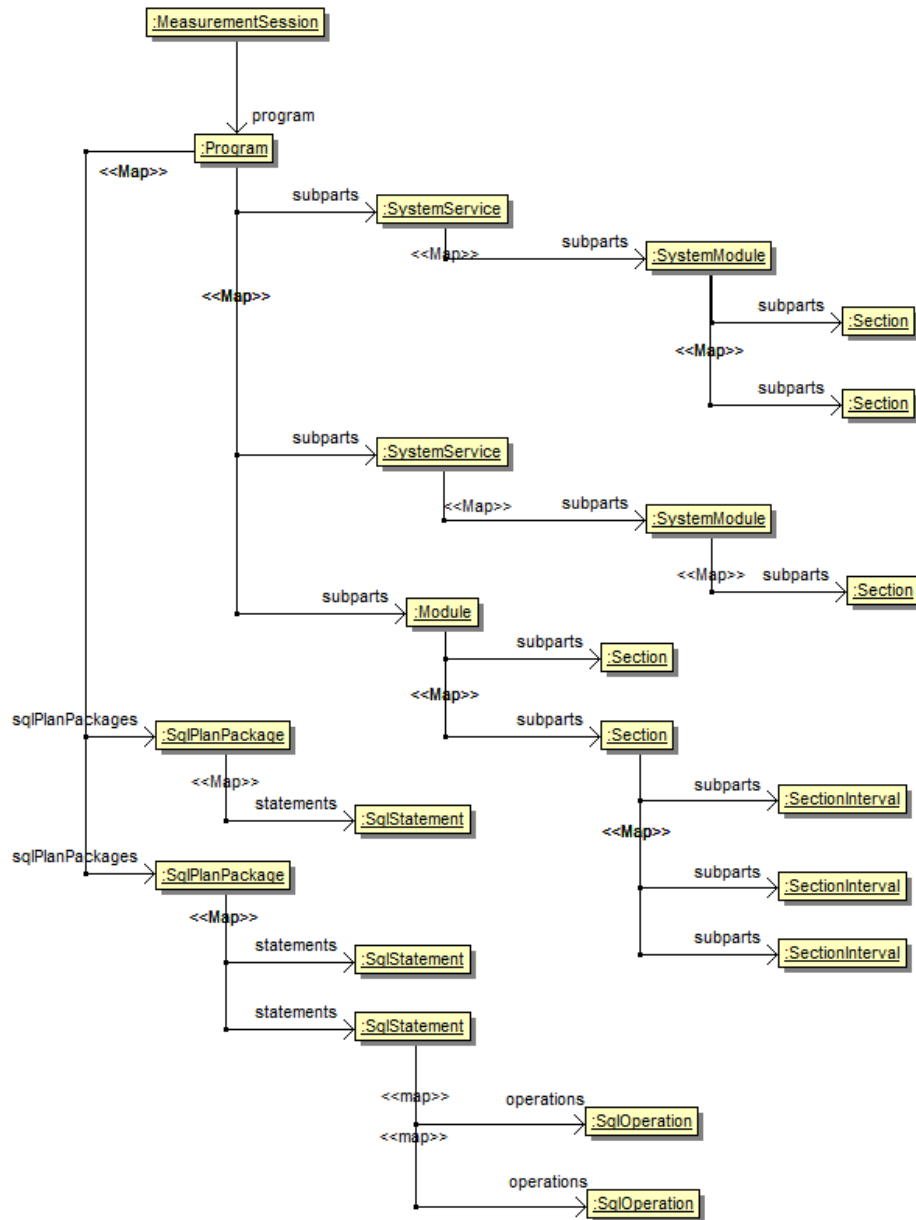 :MeasurementSession
program
:Program
<<Map>>
subparts
:SystemService
<<Map>>
subparts
:SystemModule
<<Map>>
subparts
:Section
<<Map>>
subparts
:Section
subparts
:SystemService
<<Map>>
subparts
:SystemModule
<<Map>>
subparts
:Section
subparts
:Module
subparts
:Section
<<Map>>
sqlPlanPackages
:SqlPlanPackage
subparts
:Section
<<Map>>
subparts
:SectionInterval
statements
:SqlStatement
<<Map>>
sqlPlanPackages
:SqlPlanPackage
subparts
:SectionInterval
<<Map>>
statements
:SqlStatement
subparts
:SectionInterval
statements
:SqlStatement
<<map>>
operations
:SqlOperation
<<map>>
operations
:SqlOperation